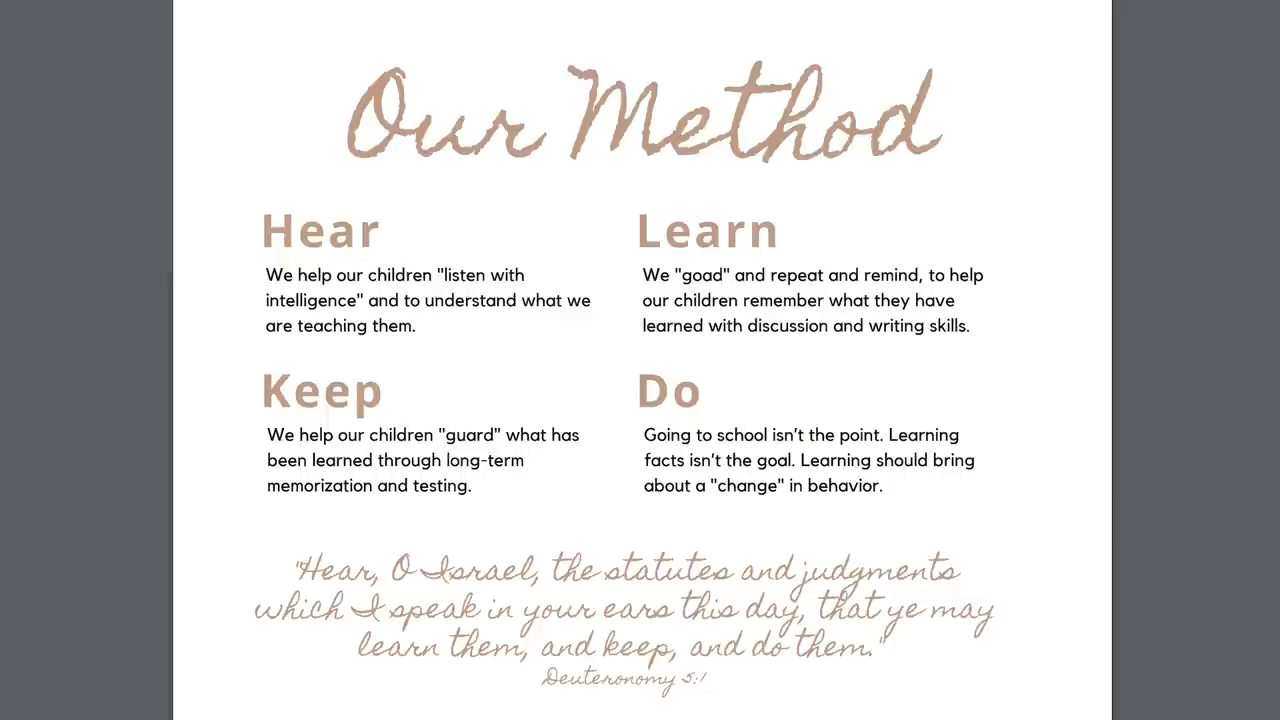 Our Method
Hear
We help our children "listen with
intelligence" and to understand what we
are teaching them.
Learn
We "goad" and repeat and remind, to help
our children remember what they have
learned with discussion and writing skills.
Keep
We help our children "guard" what has
been learned through long-term
memorization and testing.
Do
Going to school isn't the point. Learning
facts isn't the goal. Learning should bring
about a "change" in behavior.
"Hear, O Israel, the statutes and judgments
which I speak in your ears this day, that ye may
learn them, and keep, and do them."
Deuteronomy 5:1